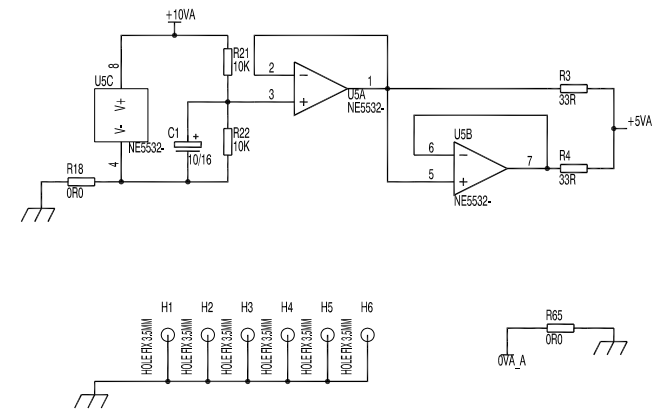 +10VA
R21
10K
8
U5C
V+
V-
NE5532-
4
2
3
1
U5A
NE5532-
R3
33R
+5VA
C1
+
10/16
R22
10K
R18
0R0
U5B
6
5
7
NE5532-
R4
33R
H1
H2
H3
H4
H5
H6
HOLE FIX 3.5MM
HOLE FIX 3.5MM
HOLE FIX 3.5MM
HOLE FIX 3.5MM
HOLE FIX 3.5MM
HOLE FIX 3.5MM
R65
0R0
0VA_A